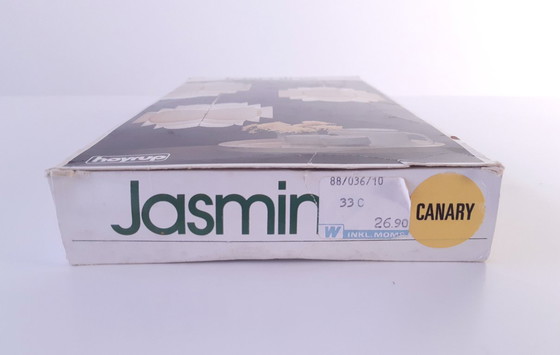 høyrup
Jasmin
88/036/10
33 C
26.90
W INKL. MOMS
CANARY